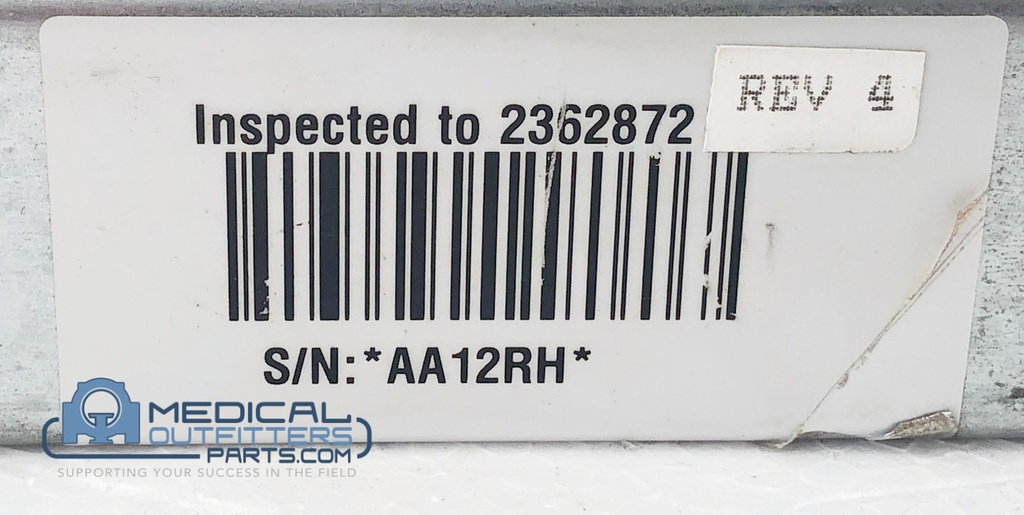 Inspected to 2362872
REV 4
S/N:*AA12RH*
MEDICAL
OUTFITTERS
PARTS.COM
SUPPORTING YOUR SUCCESS IN THE FIELD